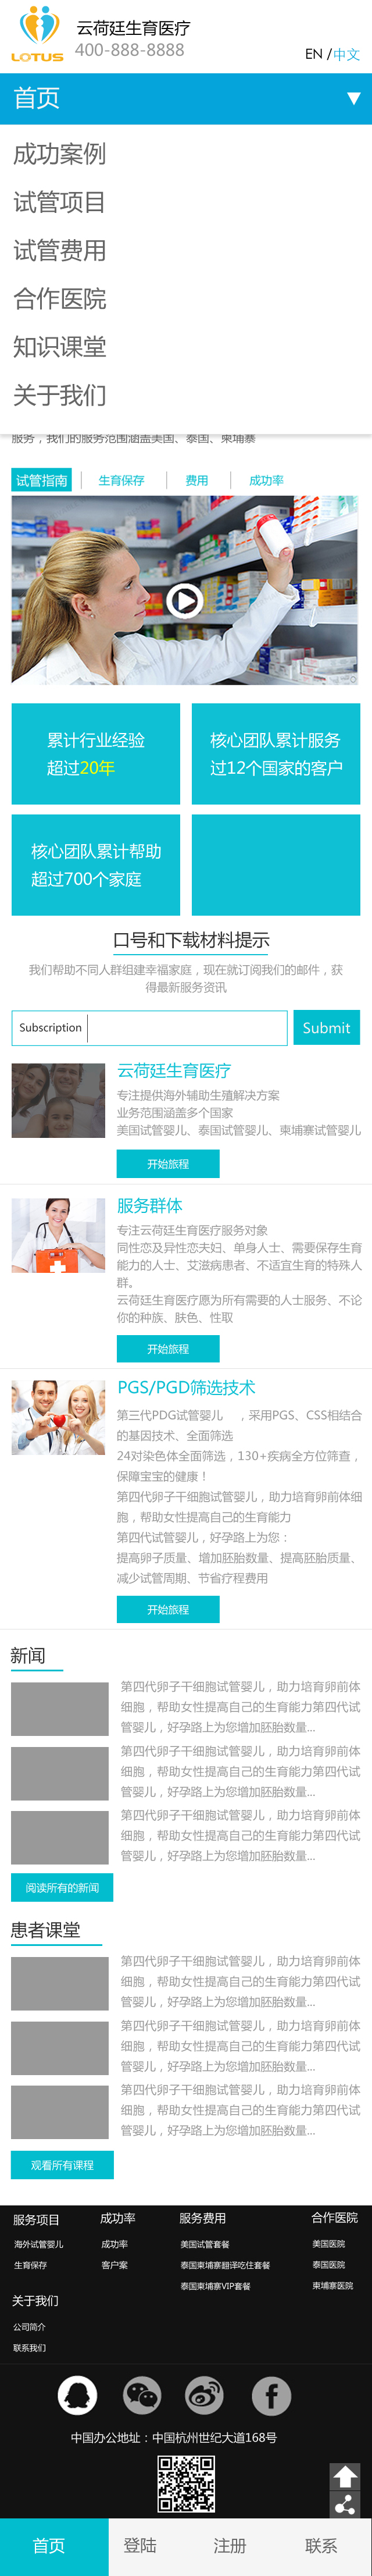 LOTUS
云荷廷生育医疗
400-888-8888
EN /中文
首页
成功案例
试管项目
试管费用
合作医院
知识课堂
关于我们
服务，我们的服务范围涵盖美国、泰国、柬埔寨
试管指南 生育保存 费用 成功率
累计行业经验
超过20年
核心团队累计服务
过12个国家的客户
核心团队累计帮助
超过700个家庭
口号和下载材料提示
我们帮助不同人群组建幸福家庭，现在就订阅我们的邮件，获
得最新服务资讯
Subscription
Submit
云荷廷生育医疗
专注提供海外辅助生殖解决方案
业务范围涵盖多个国家
美国试管婴儿、泰国试管婴儿、柬埔寨试管婴儿
开始旅程
服务群体
专注云荷廷生育医疗服务对象
同性恋及异性恋夫妇、单身人士、需要保存生育
能力的人士、艾滋病患者、不适宜生育的特殊人
群。
云荷廷生育医疗愿为所有需要的人士服务、不论
你的种族、肤色、性取
开始旅程
PGS/PGD筛选技术
第三代PDG试管婴儿 ，采用PGS、CSS相结合
的基因技术、全面筛选
24对染色体全面筛选，130+疾病全方位筛查，
保障宝宝的健康！
第四代卵子干细胞试管婴儿，助力培育卵前体细
胞，帮助女性提高自己的生育能力
第四代试管婴儿，好孕路上为您：
提高卵子质量、增加胚胎数量、提高胚胎质量、
减少试管周期、节省疗程费用
开始旅程
新闻
第四代卵子干细胞试管婴儿，助力培育卵前体
细胞，帮助女性提高自己的生育能力第四代试
管婴儿，好孕路上为您增加胚胎数量...
第四代卵子干细胞试管婴儿，助力培育卵前体
细胞，帮助女性提高自己的生育能力第四代试
管婴儿，好孕路上为您增加胚胎数量...
第四代卵子干细胞试管婴儿，助力培育卵前体
细胞，帮助女性提高自己的生育能力第四代试
管婴儿，好孕路上为您增加胚胎数量...
阅读所有的新闻
患者课堂
第四代卵子干细胞试管婴儿，助力培育卵前体
细胞，帮助女性提高自己的生育能力第四代试
管婴儿，好孕路上为您增加胚胎数量...
第四代卵子干细胞试管婴儿，助力培育卵前体
细胞，帮助女性提高自己的生育能力第四代试
管婴儿，好孕路上为您增加胚胎数量...
第四代卵子干细胞试管婴儿，助力培育卵前体
细胞，帮助女性提高自己的生育能力第四代试
管婴儿，好孕路上为您增加胚胎数量...
观看所有课程
服务项目 成功率 服务费用 合作医院
海外试管婴儿 成功率 美国试管套餐 美国医院
生育保存 客户案 泰国柬埔寨翻译吃住套餐 泰国医院
泰国柬埔寨VIP套餐 柬埔寨医院
关于我们
公司简介
联系我们
中国办公地址：中国杭州世纪大道168号
首页 登陆 注册 联系